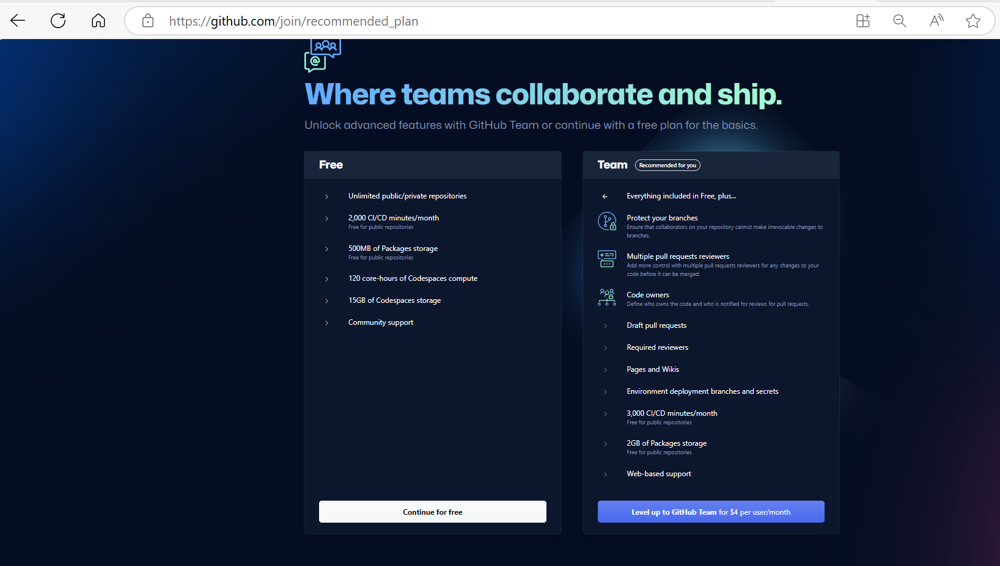 https://github.com/join/recommended_plan
Where teams collaborate and ship.
Unlock advanced features with GitHub Team or continue with a free plan for the basics.
Free
Unlimited public/private repositories
2,000 CI/CD minutes/month
Free for public repositories
500MB of Packages storage
Free for public repositories
120 core-hours of Codespaces compute
15GB of Codespaces storage
Community support
Continue for free
Team Recommended for you
Everything included in Free, plus...
Protect your branches
Ensure that collaborators on your repository cannot make irrevocable changes to
branches.
Multiple pull requests reviewers
Add more control with multiple pull requests reviewers for any changes to your
code before it can be merged.
Code owners
Define who owns the code and who is notified for reviews for pull requests.
Draft pull requests
Required reviewers
Pages and Wikis
Environment deployment branches and secrets
3,000 CI/CD minutes/month
Free for public repositories
2GB of Packages storage
Free for public repositories
Web-based support
Level up to GitHub Team for $4 per user/month